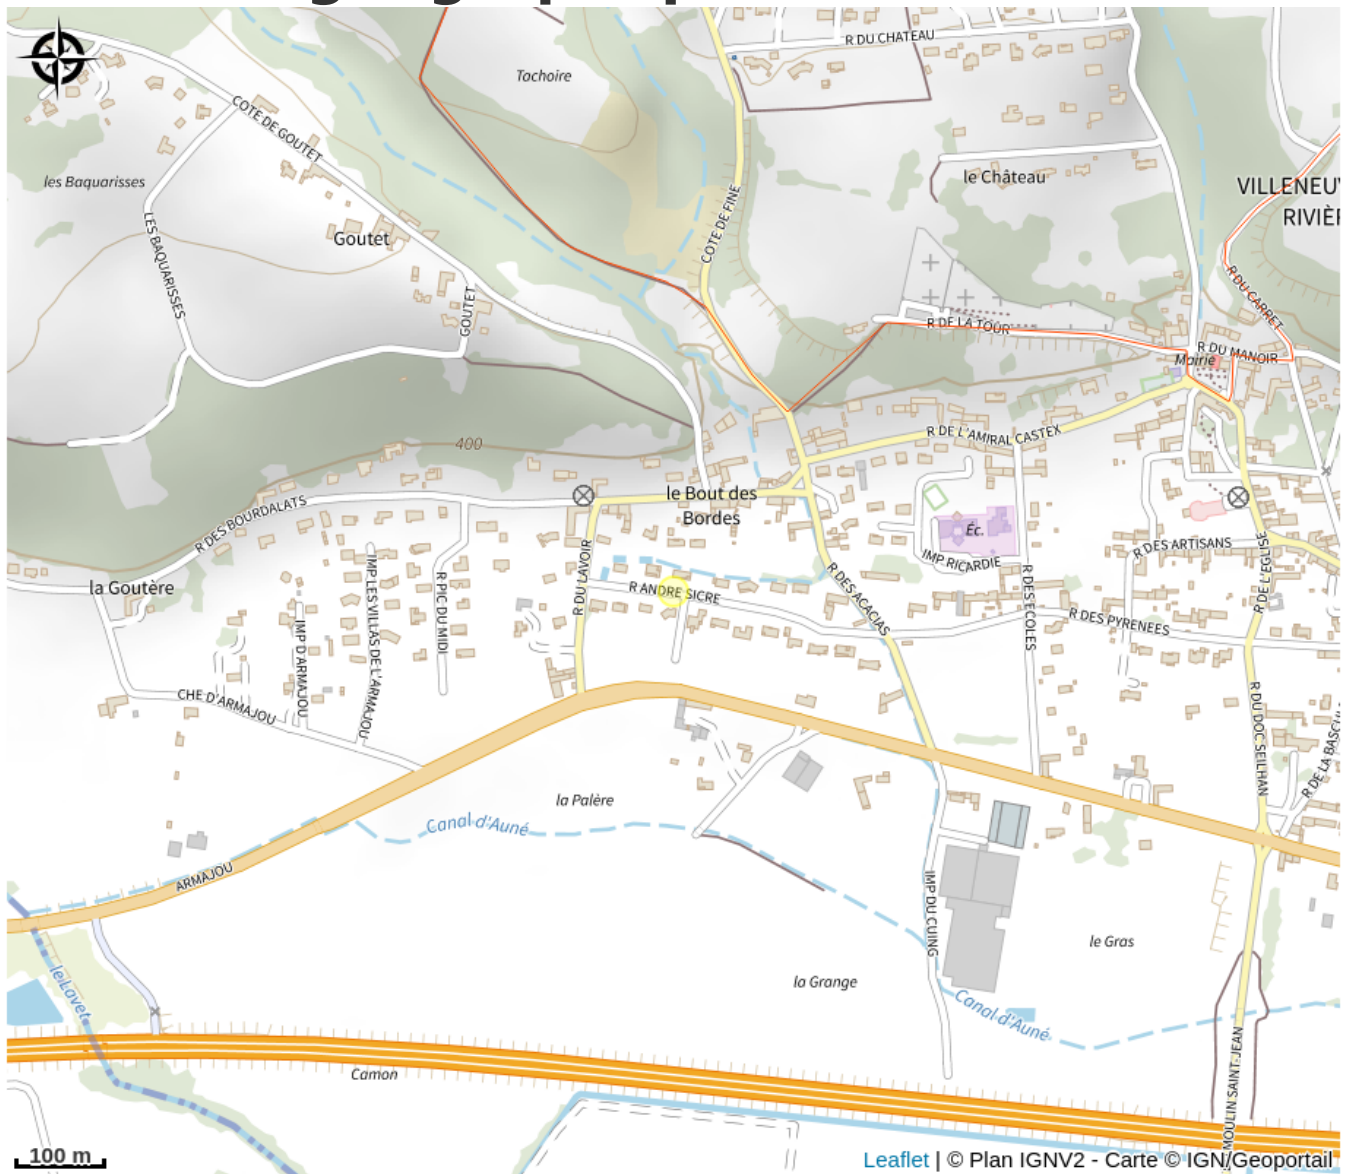 R DU CHATEAU
Tachoire
COTE DE GOUTET
les Baquarisses
le Château
VILLENEU
RIVIÈR
COTE DE FINE
LES BAQUARISSES
Goutet
GOUTET
R DU CARRET
R DE LA TOUR
R DU MANOIR
Mairie
400
R DE L'AMIRAL CASTEX
le Bout des
Bordes
R DES BOURDALATS
Éc.
IMP RICARDIE
R DES ARTISANS
R DE L'EGLISE
la Goutère
R DU LAVOIR
R ANDRE SICRE
R DES ACACIAS
R DES ECOLES
R DES PYRENEES
IMP D'ARMAJOU
IMP LES VILLAS DE L'ARMAJOU
R PIC DU MIDI
CHE D'ARMAJOU
R DU DOC SEILHAN
R DE LA BASCU
la Palère
Canal d'Auné
ARMAJOU
IMP DU CUING
le Gras
la Grange
le Lavet
Canal d'Auné
Camon
MOULIN SAINT-JEAN
100 m
Leaflet | © Plan IGNV2 - Carte © IGN/Geoportail